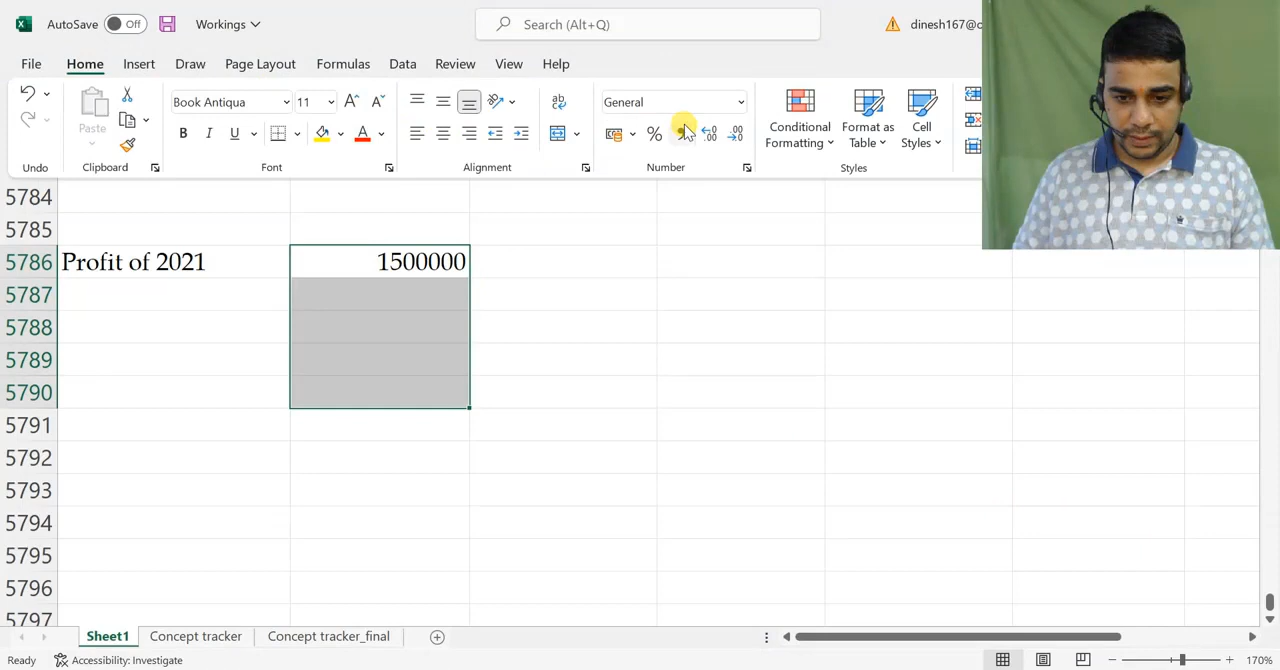 AutoSave Off Workings Search (Alt+Q) dinesh167@o
File Home Insert Draw Page Layout Formulas Data Review View Help
Paste Book Antiqua 11 A A ab General Conditional Formatting Format as Table Cell Styles
B I U A %
Undo Clipboard Font Alignment Number Styles
5784
5785
5786 Profit of 2021 1500000
5787
5788
5789
5790
5791
5792
5793
5794
5795
5796
5797
Sheet1 Concept tracker Concept tracker_final
Ready Accessibility: Investigate 170%